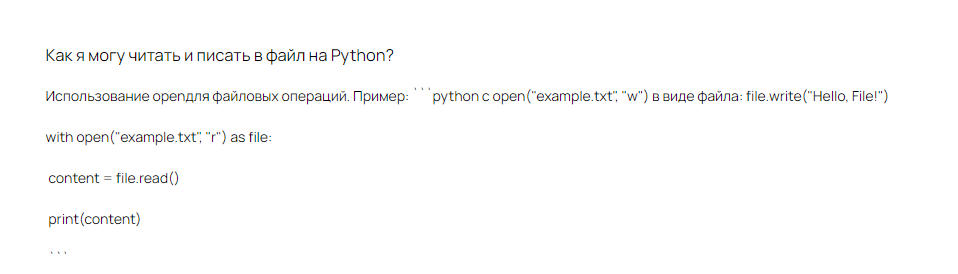 Как я могу читать и писать в файл на Python?
Использование openдля файловых операций. Пример: ```python с open("example.txt", "w") в виде файла: file.write("Hello, File!")
with open("example.txt", "r") as file:
content = file.read()
print(content)
```